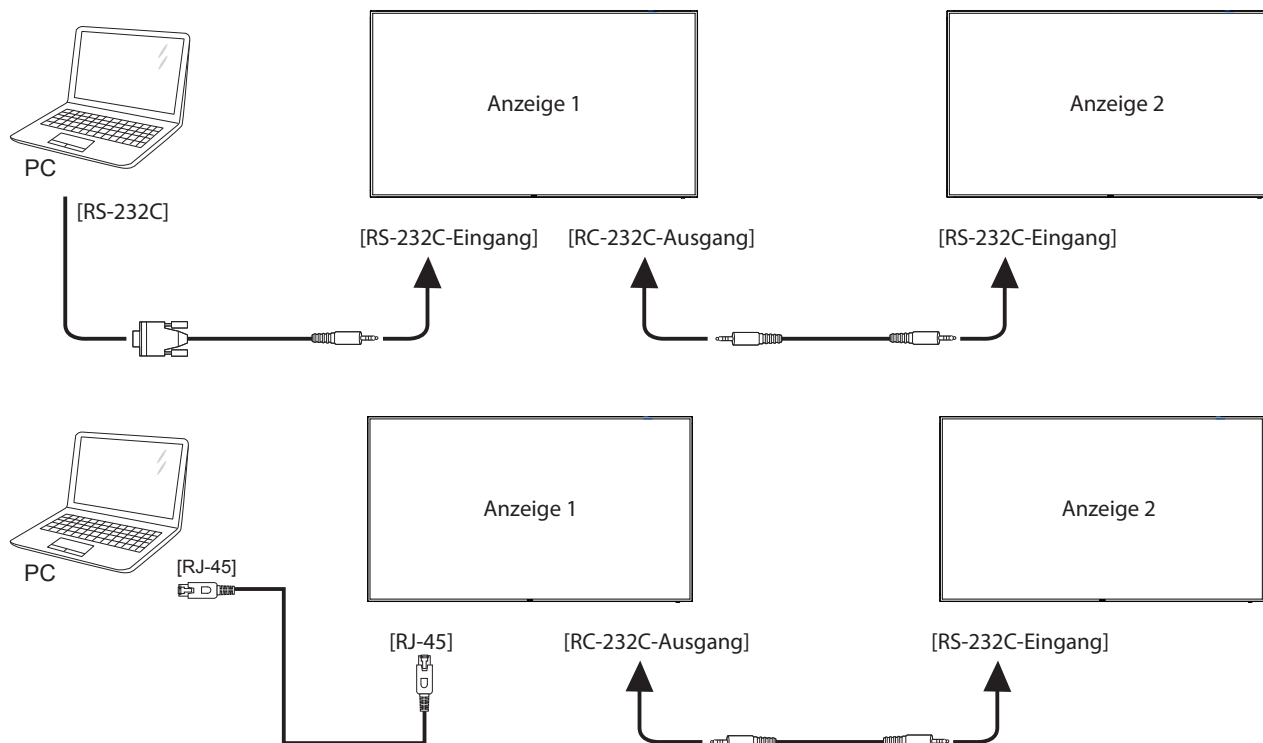 Anzeige 1
Anzeige 2
PC
[RS-232C]
[RS-232C-Eingang]
[RC-232C-Ausgang]
[RS-232C-Eingang]
Anzeige 1
Anzeige 2
PC
[RJ-45]
[RJ-45]
[RC-232C-Ausgang]
[RS-232C-Eingang]